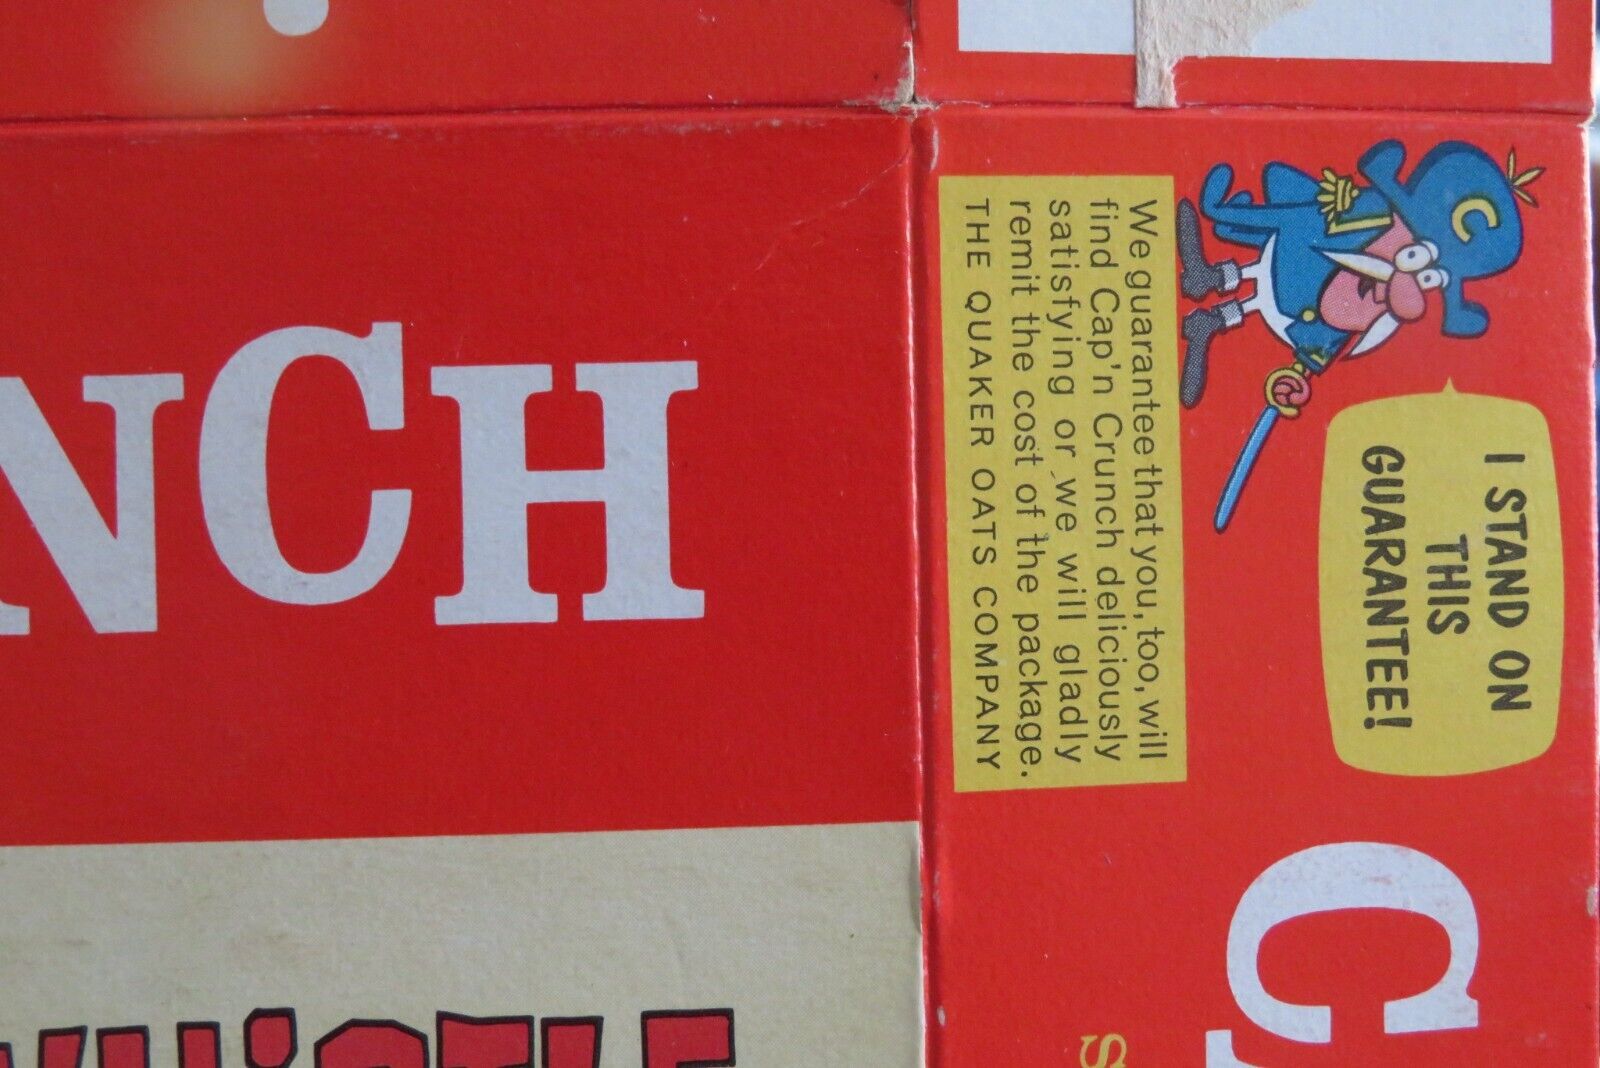 NCH
WHISTLE
C
I STAND ON
THIS
GUARANTEE!
We guarantee that you, too, will
find Cap'n Crunch deliciously
satisfying or we will gladly
remit the cost of the package.
THE QUAKER OATS COMPANY
C
S